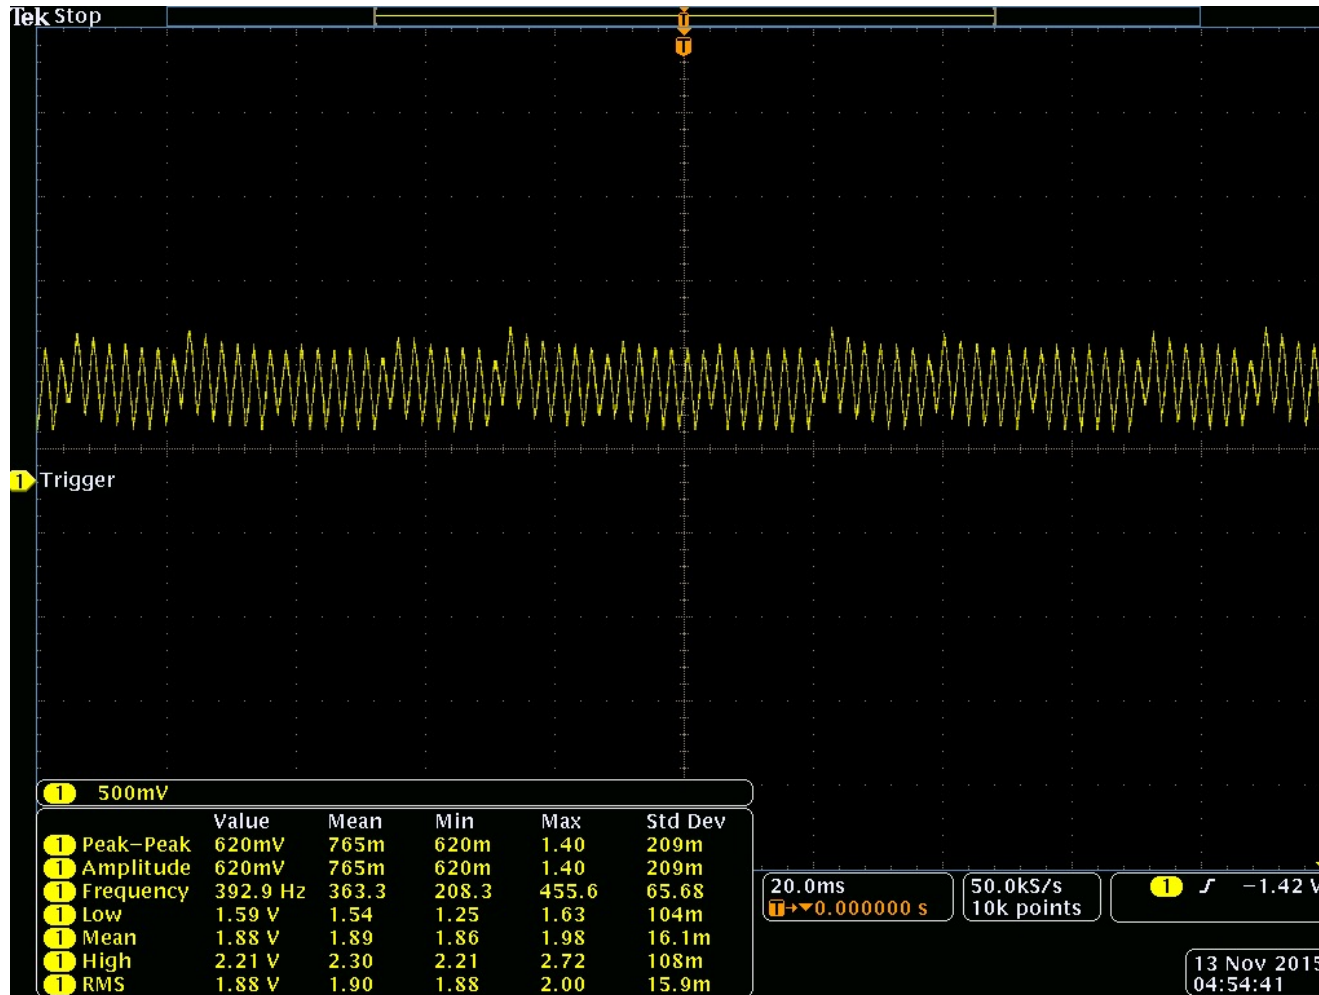 Tek Stop
T
T
1 Trigger
1 500mV
Value Mean Min Max Std Dev
1 Peak-Peak 620mV 765m 620m 1.40 209m
1 Amplitude 620mV 765m 620m 1.40 209m
1 Frequency 392.9 Hz 363.3 208.3 455.6 65.68
1 Low 1.59 V 1.54 1.25 1.63 104m
1 Mean 1.88 V 1.89 1.86 1.98 16.1m
1 High 2.21 V 2.30 2.21 2.72 108m
1 RMS 1.88 V 1.90 1.88 2.00 15.9m
20.0ms
T→▼0.000000 s
50.0kS/s
10k points
1 ʃ −1.42 V
13 Nov 2015
04:54:41